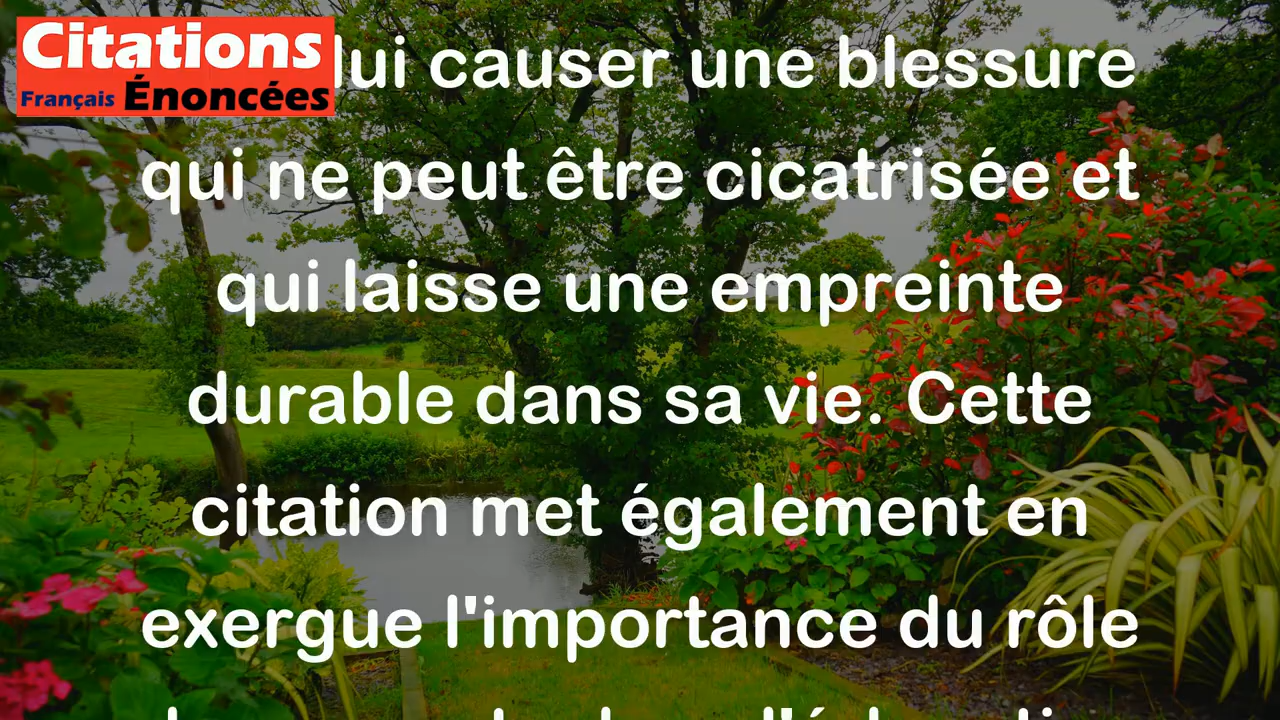 Citations
Français Énoncées
lui causer une blessure
qui ne peut être cicatrisée et
qui laisse une empreinte
durable dans sa vie. Cette
citation met également en
exergue l'importance du rôle